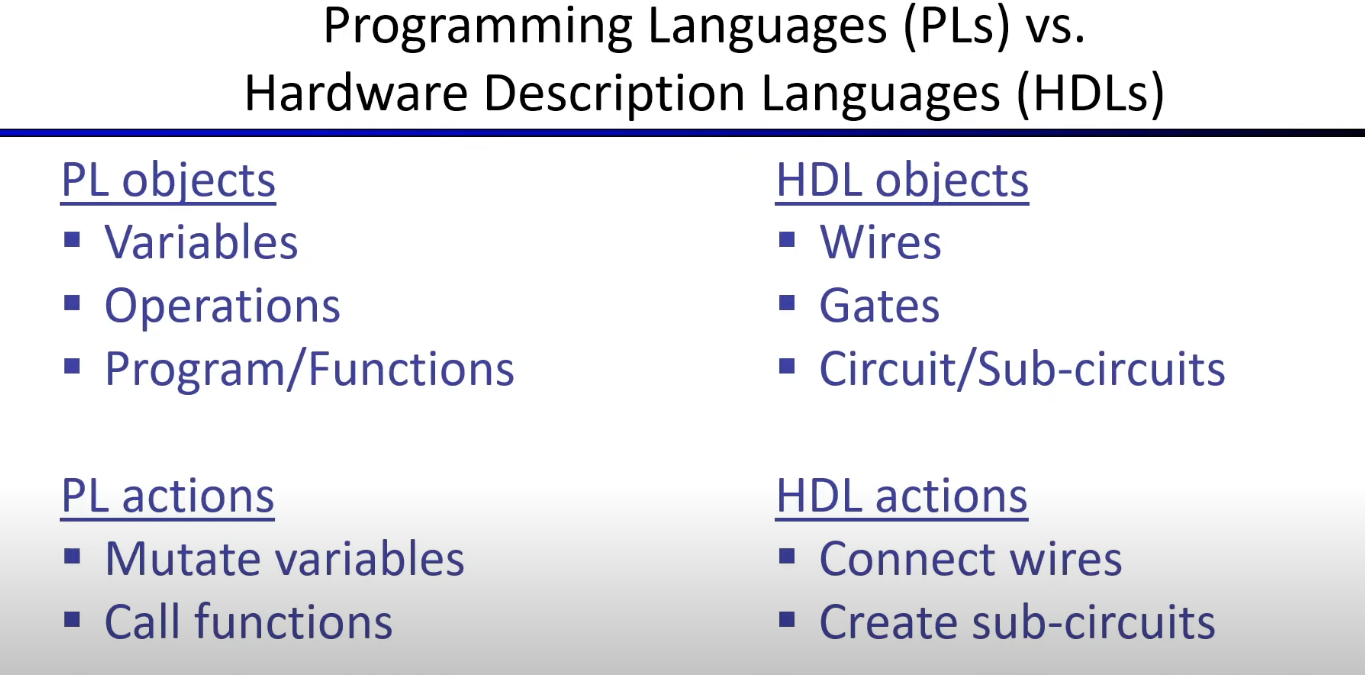 Programming Languages (PLs) vs.
Hardware Description Languages (HDLs)
PL objects
▪ Variables
▪ Operations
▪ Program/Functions
HDL objects
▪ Wires
▪ Gates
▪ Circuit/Sub-circuits
PL actions
▪ Mutate variables
▪ Call functions
HDL actions
▪ Connect wires
▪ Create sub-circuits